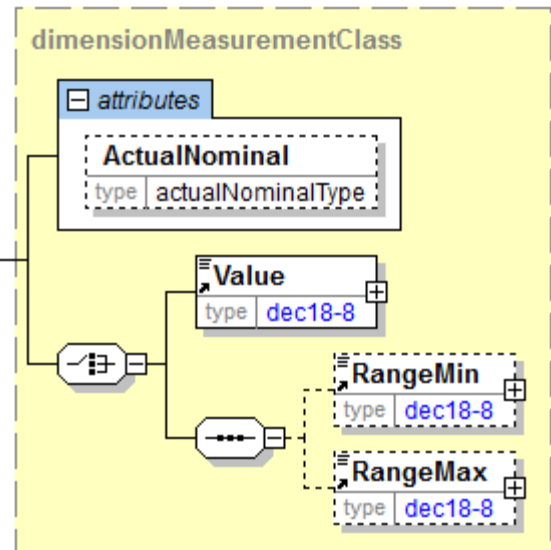 dimensionMeasurementClass
attributes
ActualNominal
type actualNominalType
Value
type dec18-8
RangeMin
type dec18-8
RangeMax
type dec18-8